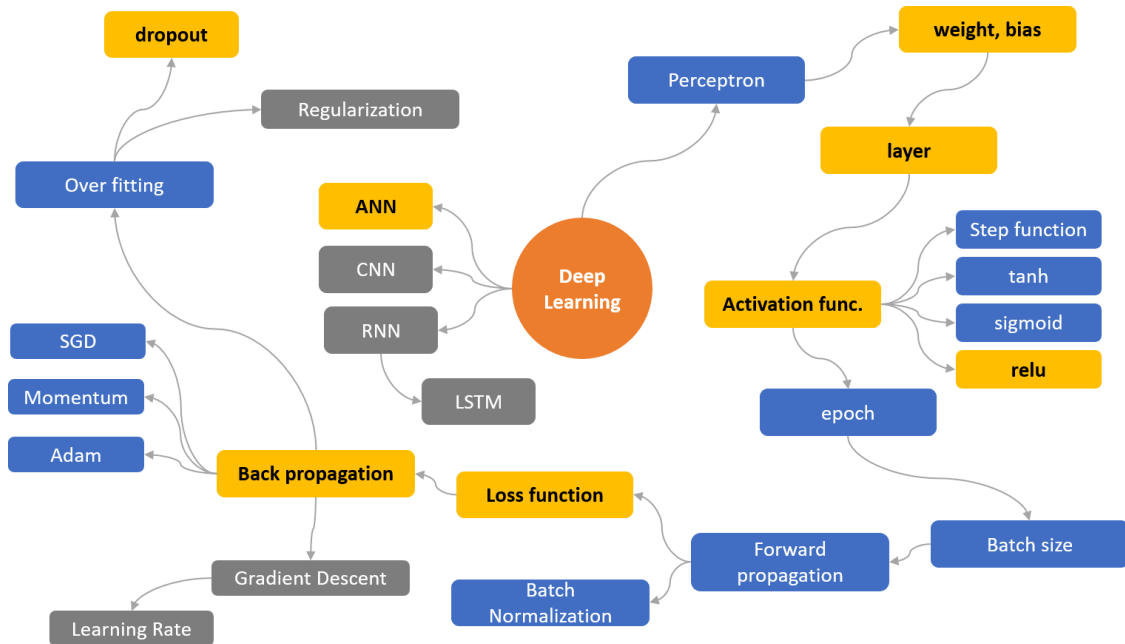 dropout
weight, bias
Perceptron
Regularization
layer
Over fitting
ANN
Step function
CNN
Deep
Learning
tanh
Activation func.
RNN
sigmoid
SGD
relu
Momentum
LSTM
epoch
Adam
Back propagation
Loss function
Batch size
Forward
propagation
Gradient Descent
Batch
Normalization
Learning Rate